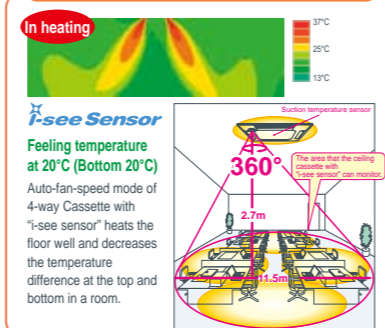 In heating
37°C
25°C
13°C
i-see Sensor
Feeling temperature
at 20°C (Bottom 20°C)
Auto-fan-speed mode of
4-way Cassette with
"i-see sensor" heats the
floor well and decreases
the temperature
difference at the top and
bottom in a room.
Suction temperature sensor
360°
The area that the ceiling
cassette with
"i-see sensor" can monitor.
2.7m
11.5m